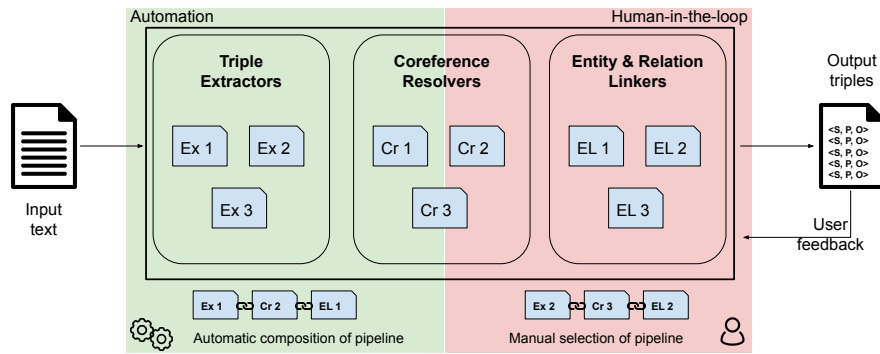 Automation
Human-in-the-loop
Triple
Extractors
Coreference
Resolvers
Entity & Relation
Linkers
Output
triples
Ex 1
Ex 2
Ex 3
Cr 1
Cr 2
Cr 3
EL 1
EL 2
EL 3
<S, P, O>
<S, P, O>
<S, P, O>
<S, P, O>
<S, P, O>
Input
text
User
feedback
Ex 1
Cr 2
EL 1
Ex 2
Cr 3
EL 2
Automatic composition of pipeline
Manual selection of pipeline